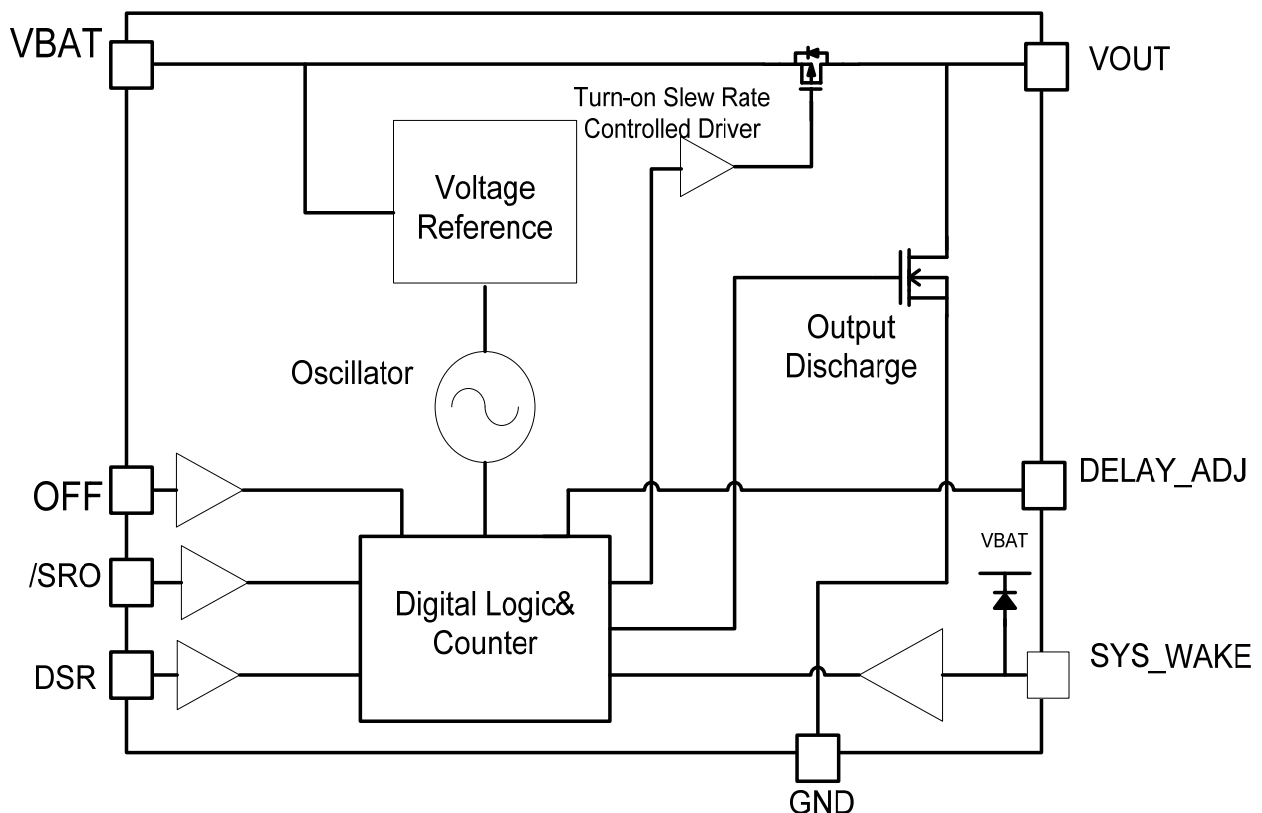 VBAT
VOUT
Turn-on Slew Rate
Controlled Driver
Voltage
Reference
Output
Discharge
Oscillator
OFF
DELAY_ADJ
/SRO
VBAT
Digital Logic&
Counter
DSR
SYS_WAKE
GND